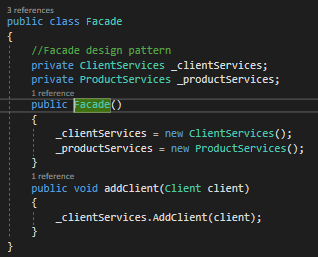 3 references
public class Facade
{
//Facade design pattern
private ClientServices _clientServices;
private ProductServices _productServices;
1 reference
public Facade()
{
_clientServices = new ClientServices();
_productServices = new ProductServices();
}
1 reference
public void addClient(Client client)
{
_clientServices.AddClient(client);
}
}